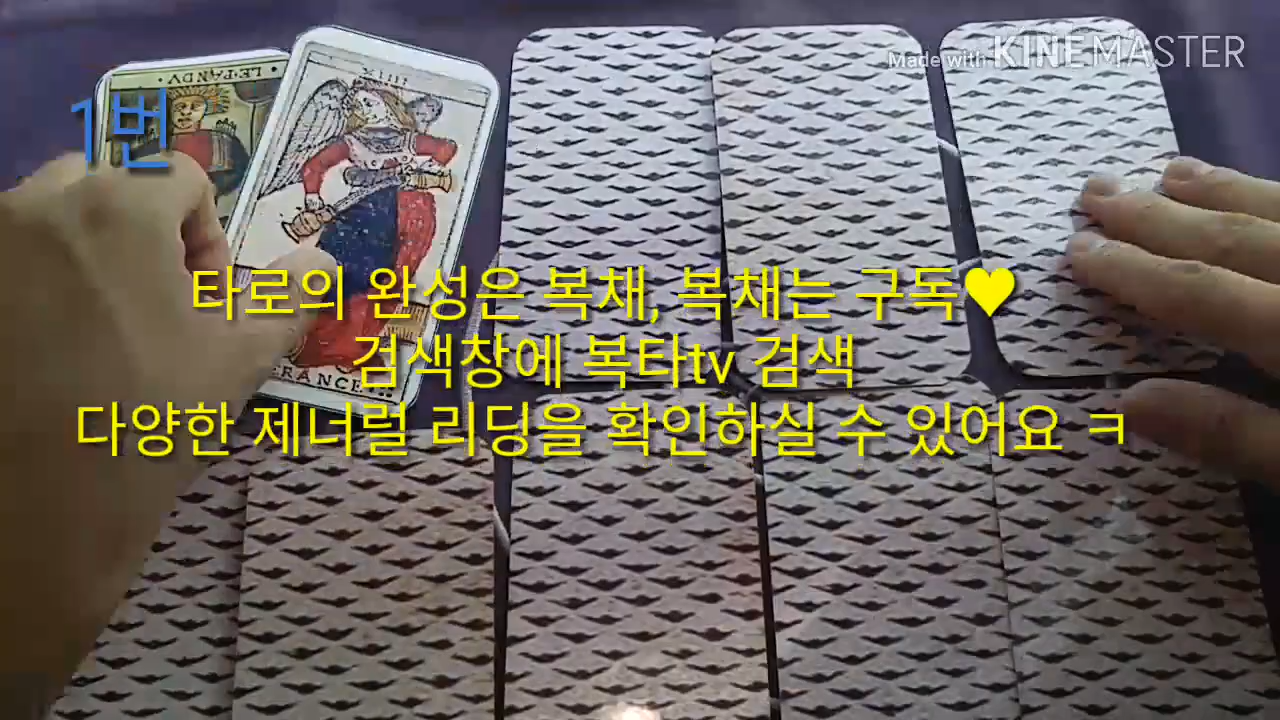 Made with KINEMASTER
LE·PANDV·
XIIII
1번
타로의 완성은 복채, 복채는 구독♥
검색창에 복타tv 검색
RANCE
다양한 제너럴 리딩을 확인하실 수 있어요 ㅋ